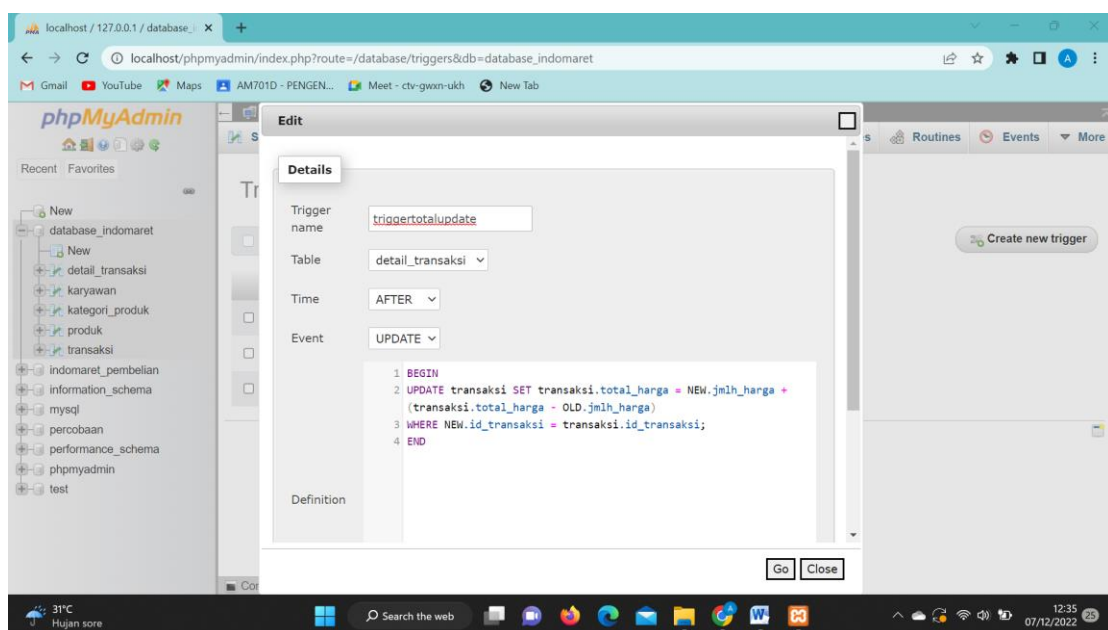 localhost / 127.0.0.1 / database_i
localhost/phpmyadmin/index.php?route=/database/triggers&db=database_indomaret
A
Gmail YouTube Maps AM701D - PENGEN... Meet - ctv-gwxn-ukh New Tab
phpMyAdmin
Recent Favorites
New
database_indomaret
New
detail_transaksi
karyawan
kategori_produk
produk
transaksi
indomaret_pembelian
information_schema
mysql
percobaan
performance_schema
phpmyadmin
test
S
s Routines Events More
Tr
Create new trigger
Edit
Details
Trigger name triggertotalupdate
Table detail_transaksi
Time AFTER
Event UPDATE
1 BEGIN
2 UPDATE transaksi SET transaksi.total_harga = NEW.jmlh_harga +
(transaksi.total_harga - OLD.jmlh_harga)
3 WHERE NEW.id_transaksi = transaksi.id_transaksi;
4 END
Definition
Go Close
Cor
31°C
Hujan sore
Search the web
12:35
07/12/2022
25